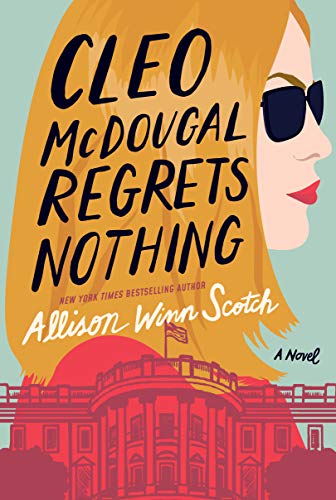 CLEO
McDOUGAL
REGRETS
NOTHING
NEW YORK TIMES BESTSELLING AUTHOR
Allison Winn Scotch
A Novel